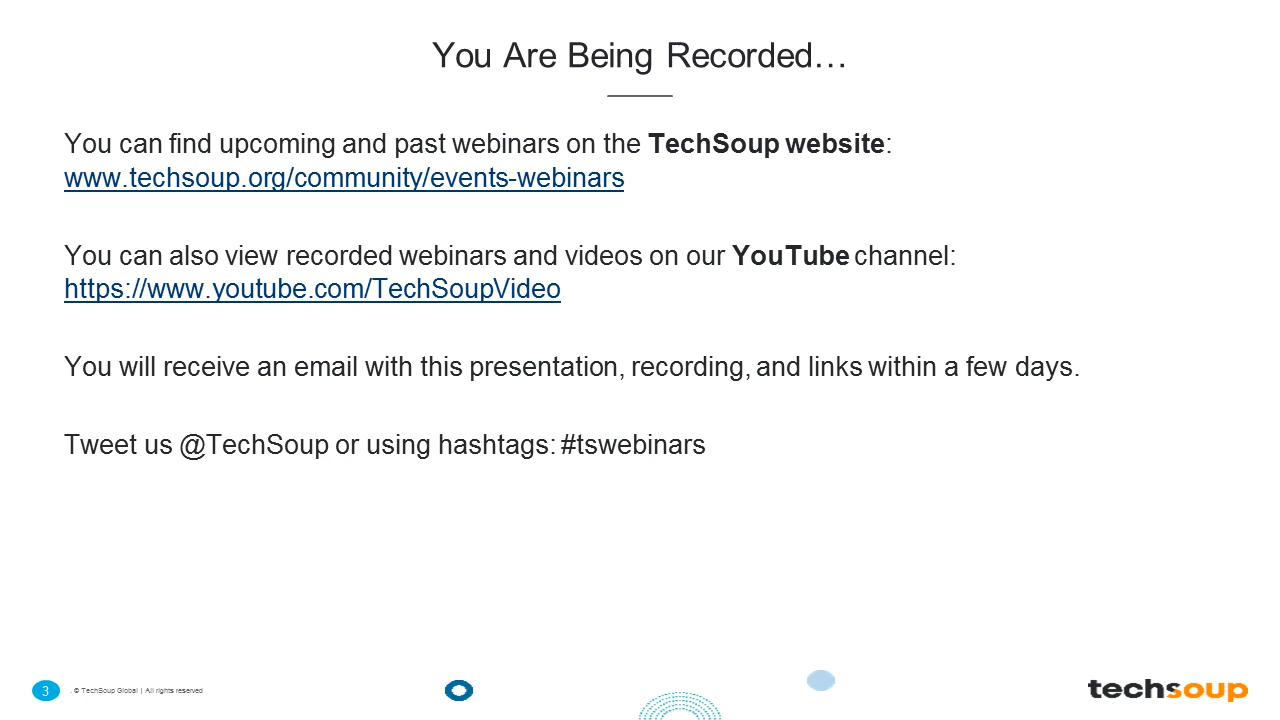 You Are Being Recorded…
You can find upcoming and past webinars on the TechSoup website:
www.techsoup.org/community/events-webinars
You can also view recorded webinars and videos on our YouTube channel:
https://www.youtube.com/TechSoupVideo
You will receive an email with this presentation, recording, and links within a few days.
Tweet us @TechSoup or using hashtags: #tswebinars
3
. © TechSoup Global | All rights reserved
techsoup